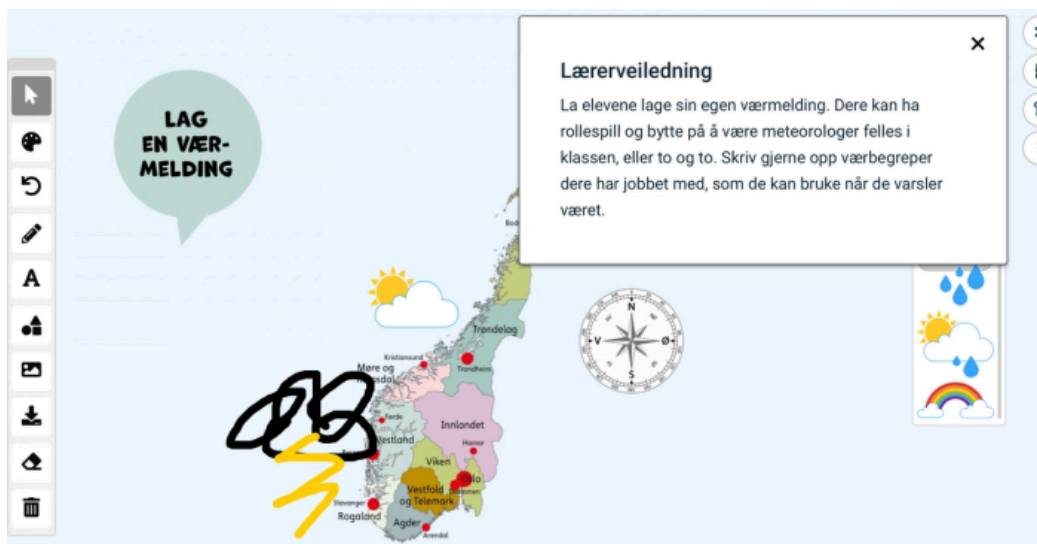 LAG
EN VÆR-
MELDING
Lærerveiledning
La elevene lage sin egen værmelding. Dere kan ha
rollespill og bytte på å være meteorologer felles i
klassen, eller to og to. Skriv gjerne opp værbegreper
dere har jobbet med, som de kan bruke når de varsler
været.
A
Trøndelag
Kristiansund
Trondheim
Møre og
Førde
Vestland
Innlandet
Hamar
Viken
Oslo
Vestfold
og Telemark
Stavanger
Rogaland
Agder
Arendal
N
V
Ø
S